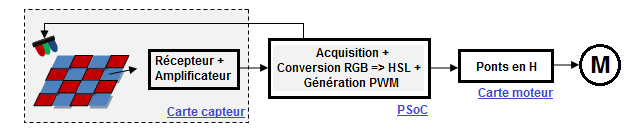 Récepteur +
Amplificateur
Carte capteur
Acquisition +
Conversion RGB => HSL +
Génération PWM
PSoC
Ponts en H
Carte moteur
M